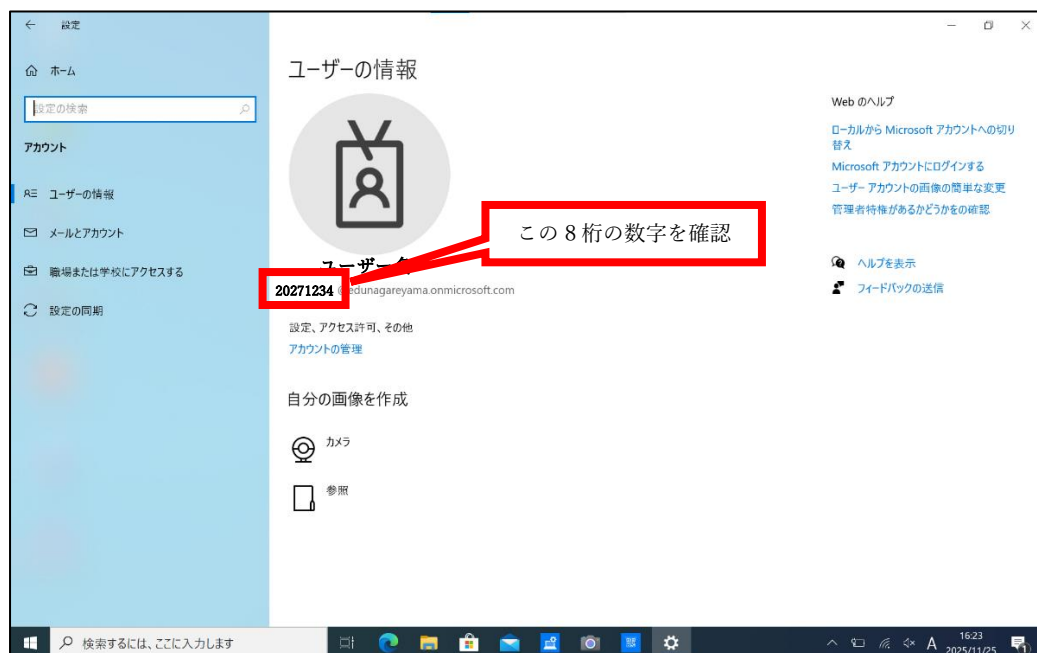 設定
ホーム
設定の検索
アカウント
ユーザーの情報
メールとアカウント
職場または学校にアクセスする
設定の同期
ユーザーの情報
この 8 桁の数字を確認
ユーザー名
20271234 @edunagareyama.onmicrosoft.com
設定、アクセス許可、その他
アカウントの管理
自分の画像を作成
カメラ
参照
Web のヘルプ
ローカルから Microsoft アカウントへの切り
替え
Microsoft アカウントにログインする
ユーザー アカウントの画像の簡単な変更
管理者特権があるかどうかをの確認
ヘルプを表示
フィードバックの送信
検索するには、ここに入力します
A
16:23
2025/11/25